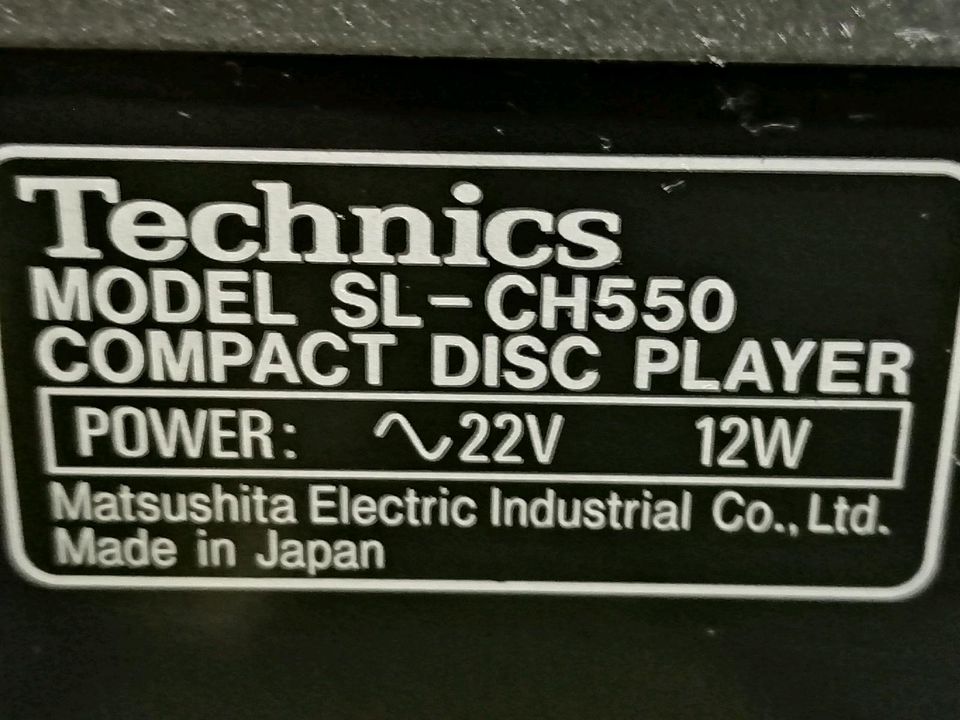 Technics
MODEL SL-CH550
COMPACT DISC PLAYER
POWER: ∿22V 12W
Matsushita Electric Industrial Co., Ltd.
Made in Japan